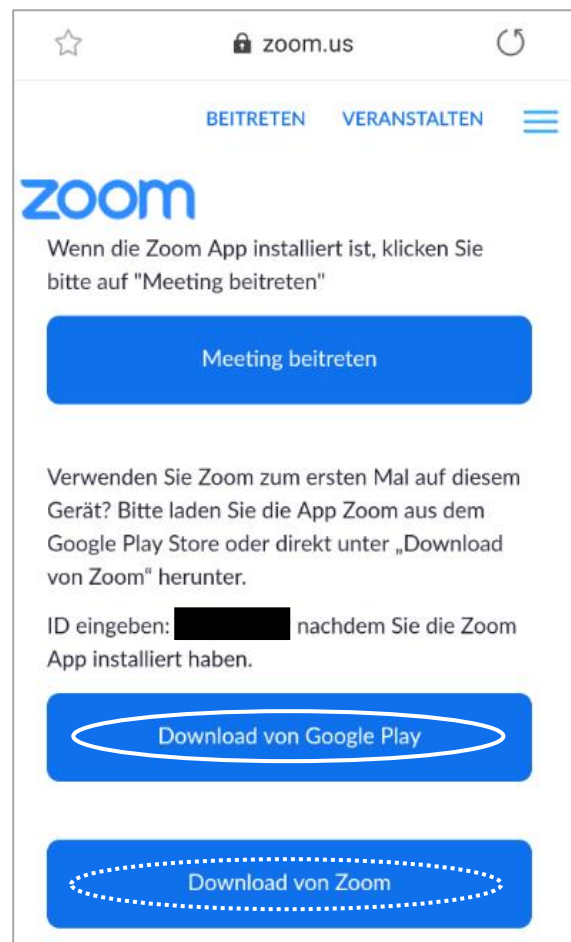 zoom.us
BEITRETEN VERANSTALTEN
zoom
Wenn die Zoom App installiert ist, klicken Sie
bitte auf "Meeting beitreten"
Meeting beitreten
Verwenden Sie Zoom zum ersten Mal auf diesem
Gerät? Bitte laden Sie die App Zoom aus dem
Google Play Store oder direkt unter „Download
von Zoom“ herunter.
ID eingeben: nachdem Sie die Zoom
App installiert haben.
Download von Google Play
Download von Zoom